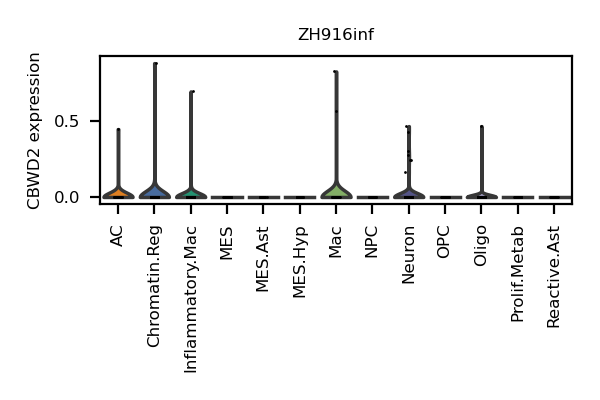 ZH916inf
CBWD2 expression
0.5
0.0
AC
Chromatin.Reg
Inflammatory.Mac
MES
MES.Ast
MES.Hyp
Mac
NPC
Neuron
OPC
Oligo
Prolif.Metab
Reactive.Ast